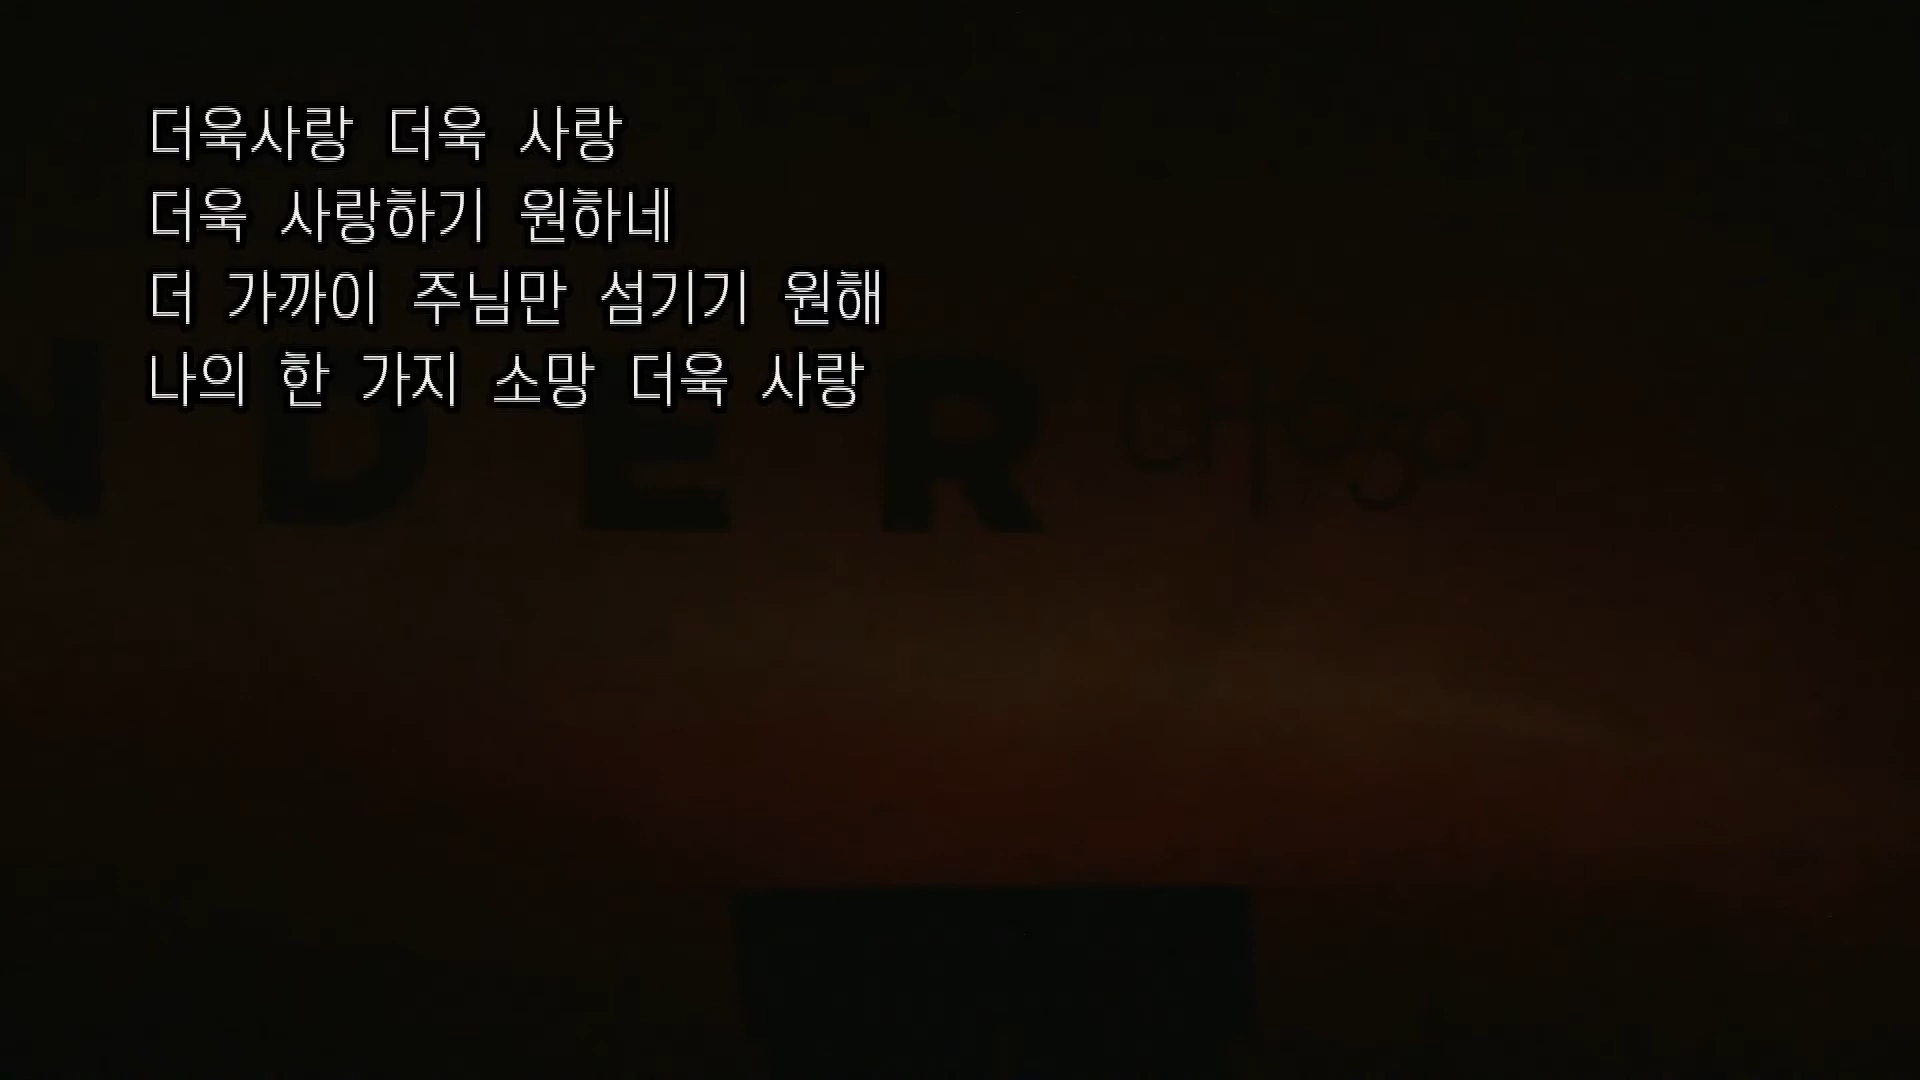 더욱사랑 더욱 사랑
더욱 사랑하기 원하네
더 가까이 주님만 섬기기 원해
나의 한 가지 소망 더욱 사랑
N D E R